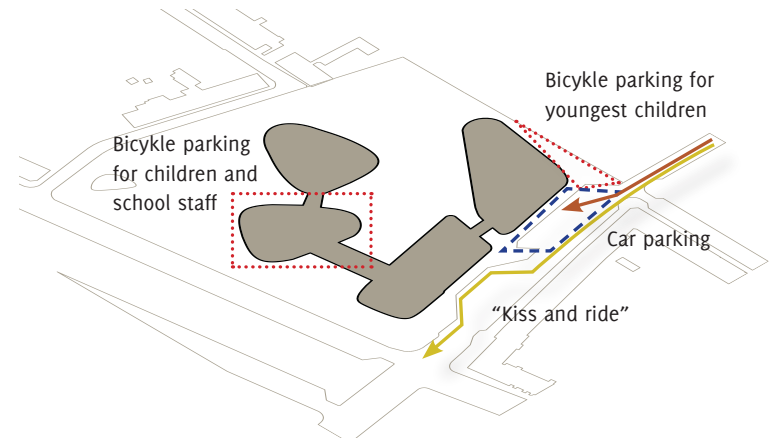 Bicykle parking for
youngest children
Bicykle parking
for children and
school staff
Car parking
“Kiss and ride”